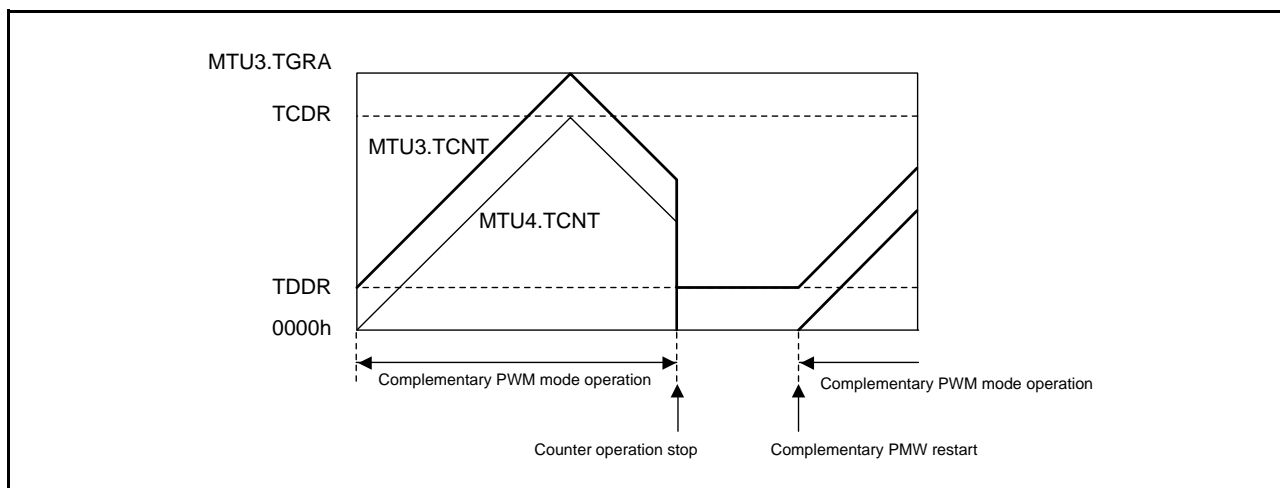 MTU3.TGRA
TCDR
MTU3.TCNT
MTU4.TCNT
TDDR
0000h
Complementary PWM mode operation
Complementary PWM mode operation
Counter operation stop
Complementary PMW restart